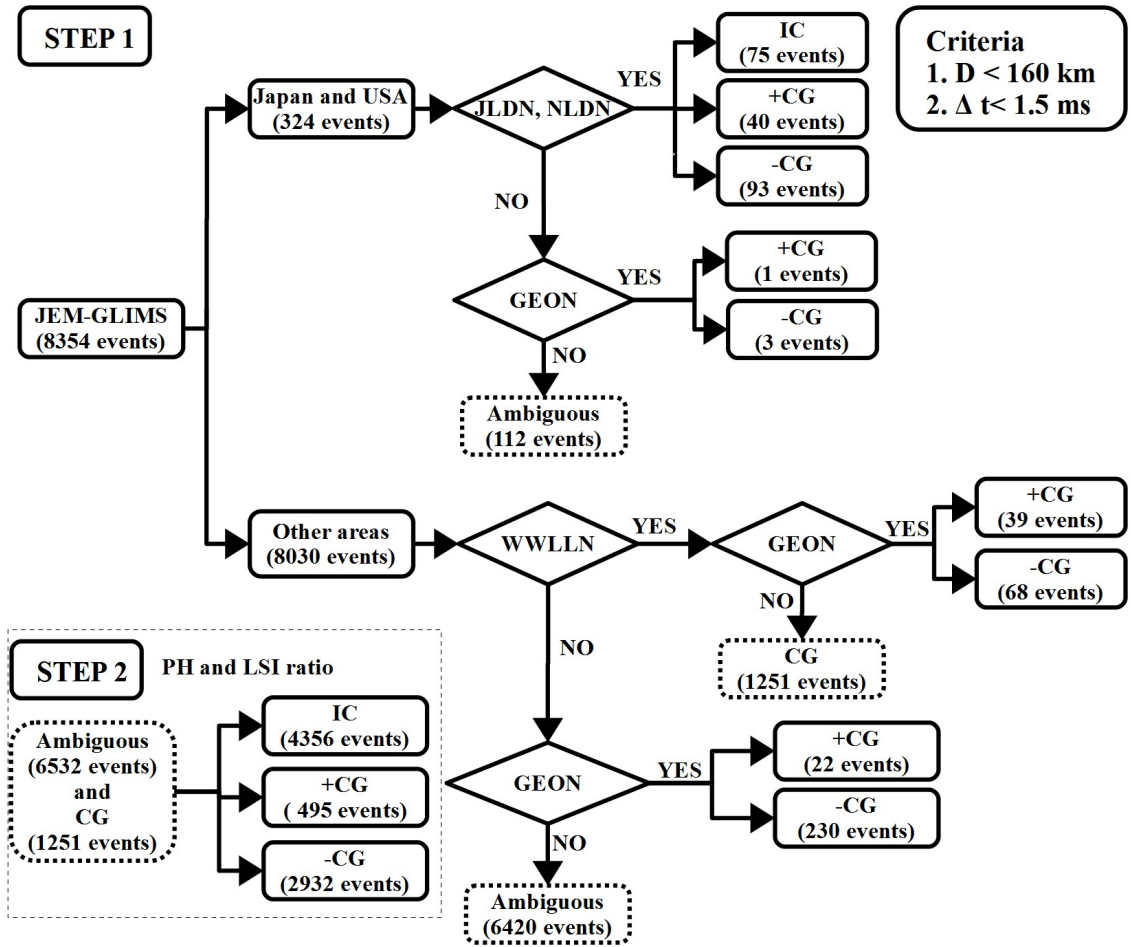 STEP 1
Criteria
1. D < 160 km
2. Δ t< 1.5 ms
JEM-GLIMS
(8354 events)
Japan and USA
(324 events)
JLDN, NLDN
YES
IC
(75 events)
+CG
(40 events)
-CG
(93 events)
NO
GEON
YES
+CG
(1 events)
-CG
(3 events)
NO
Ambiguous
(112 events)
Other areas
(8030 events)
WWLLN
YES
GEON
YES
+CG
(39 events)
-CG
(68 events)
NO
CG
(1251 events)
NO
GEON
YES
+CG
(22 events)
-CG
(230 events)
NO
Ambiguous
(6420 events)
STEP 2
PH and LSI ratio
Ambiguous
(6532 events)
and
CG
(1251 events)
IC
(4356 events)
+CG
( 495 events)
-CG
(2932 events)